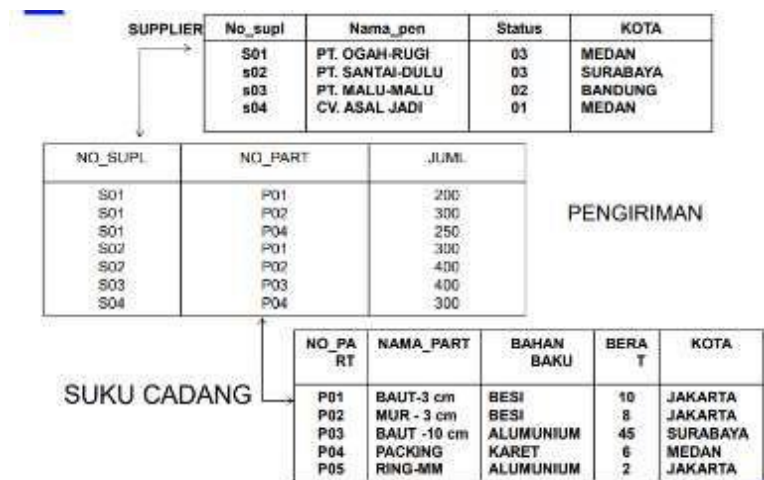 SUPPLIER No_supl Nama_pen Status KOTA
S01 PT. OGAH-RUGI 03 MEDAN
s02 PT. SANTAI-DULU 03 SURABAYA
s03 PT. MALU-MALU 02 BANDUNG
s04 CV. ASAL JADI 01 MEDAN
NO_SUPL NO_PART JUML
S01 P01 200
S01 P02 300
S01 P04 250
S02 P01 300
S02 P02 400
S03 P03 400
S04 P04 300
PENGIRIMAN
NO_PA NAMA_PART BAHAN BERA KOTA
RT BAKU T
SUKU CADANG
P01 BAUT-3 cm BESI 10 JAKARTA
P02 MUR - 3 cm BESI 8 JAKARTA
P03 BAUT -10 cm ALUMUNIUM 45 SURABAYA
P04 PACKING KARET 6 MEDAN
P05 RING-MM ALUMUNIUM 2 JAKARTA